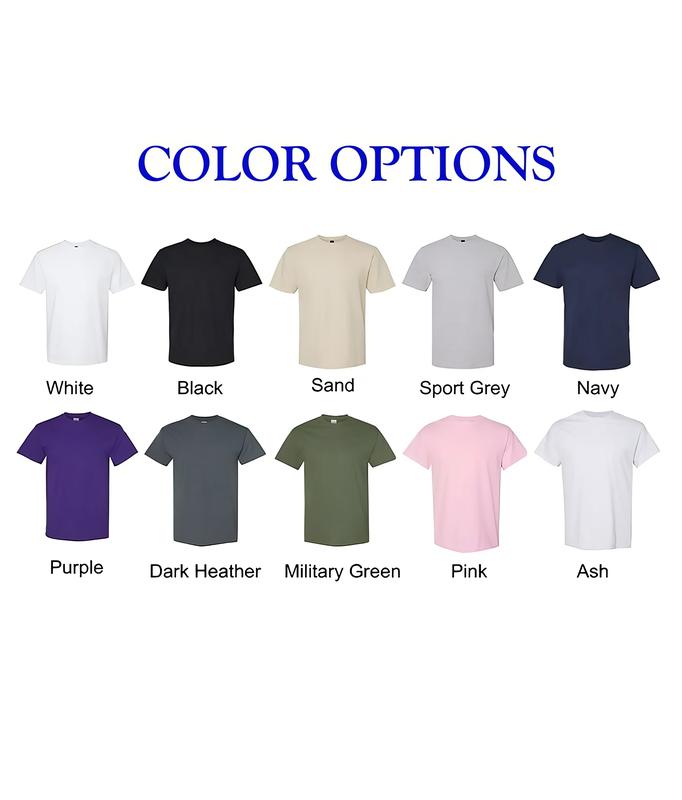 COLOR OPTIONS
White
Black
Sand
Sport Grey
Navy
Purple
Dark Heather
Military Green
Pink
Ash